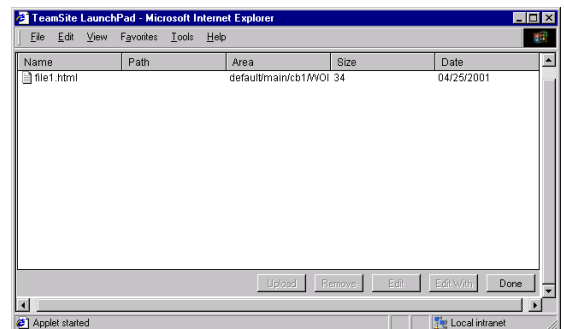 TeamSite LaunchPad - Microsoft Internet Explorer
File Edit View Favorites Tools Help
Name Path Area Size Date
file1.html default/main/cb1/WOI 34 04/25/2001
Upload Remove Edit Edit With Done
Applet started Local intranet